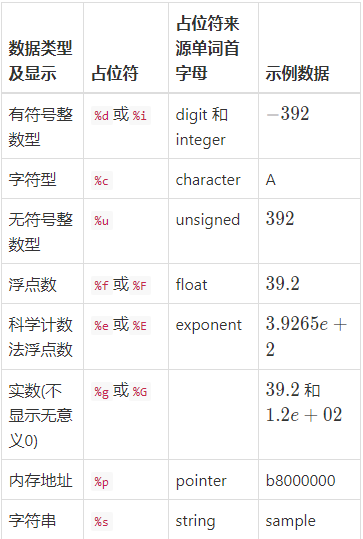 数据类型及显示 占位符 占位符来源单词首字母 示例数据
有符号整数型 %d 或 %i digit 和 integer −392
字符型 %c character A
无符号整数型 %u unsigned 392
浮点数 %f 或 %F float 39.2
科学计数法浮点数 %e 或 %E exponent 3.9265e + 2
实数(不显示无意义0) %g 或 %G 39.2 和 1.2e + 02
内存地址 %p pointer b8000000
字符串 %s string sample